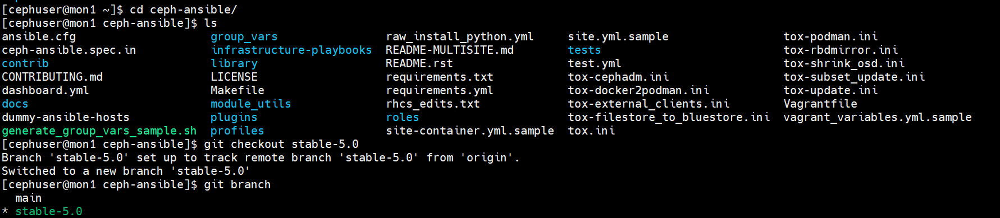 [cephuser@mon1 ~]$ cd ceph-ansible/
[cephuser@mon1 ceph-ansible]$ ls
ansible.cfg group_vars raw_install_python.yml site.yml.sample tox-podman.ini
ceph-ansible.spec.in infrastructure-playbooks README-MULTISITE.md tests tox-rbdmirror.ini
contrib library README.rst test.yml tox-shrink_osd.ini
CONTRIBUTING.md LICENSE requirements.txt tox-cephadm.ini tox-subset_update.ini
dashboard.yml Makefile requirements.yml tox-docker2podman.ini tox-update.ini
docs module_utils rhcs_edits.txt tox-external_clients.ini Vagrantfile
dummy-ansible-hosts plugins roles tox-filestore_to_bluestore.ini vagrant_variables.yml.sample
generate_group_vars_sample.sh profiles site-container.yml.sample tox.ini
[cephuser@mon1 ceph-ansible]$ git checkout stable-5.0
Branch 'stable-5.0' set up to track remote branch 'stable-5.0' from 'origin'.
Switched to a new branch 'stable-5.0'
[cephuser@mon1 ceph-ansible]$ git branch
main
* stable-5.0